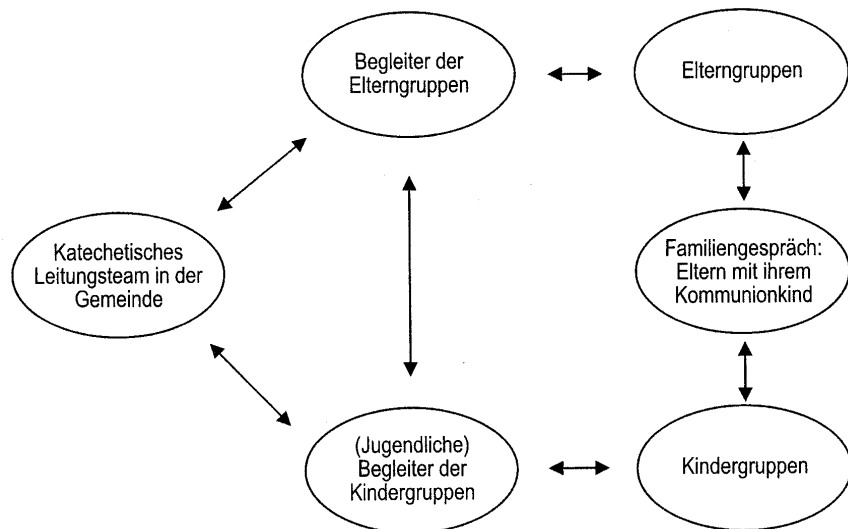 Begleiter der
Elterngruppen
Elterngruppen
Katechetisches
Leitungsteam in der
Gemeinde
Familiengespräch:
Eltern mit ihrem
Kommunionkind
(Jugendliche)
Begleiter der
Kindergruppen
Kindergruppen